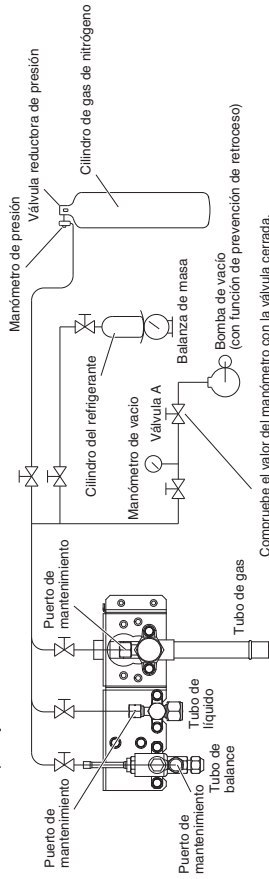 Manómetro de presión
Válvula reductora de presión
Cilindro de gas de nitrógeno
Cilindro del refrigerante
Balanza de masa
Manómetro de vacio
Válvula A
Bomba de vacío
(con función de prevención de retroceso)
Compruebe el valor del manómetro con la válvula cerrada.
Puerto de
mantenimiento
Puerto de
mantenimiento
Puerto de
mantenimiento
Tubo de
balance
Tubo de
líquido
Tubo de gas